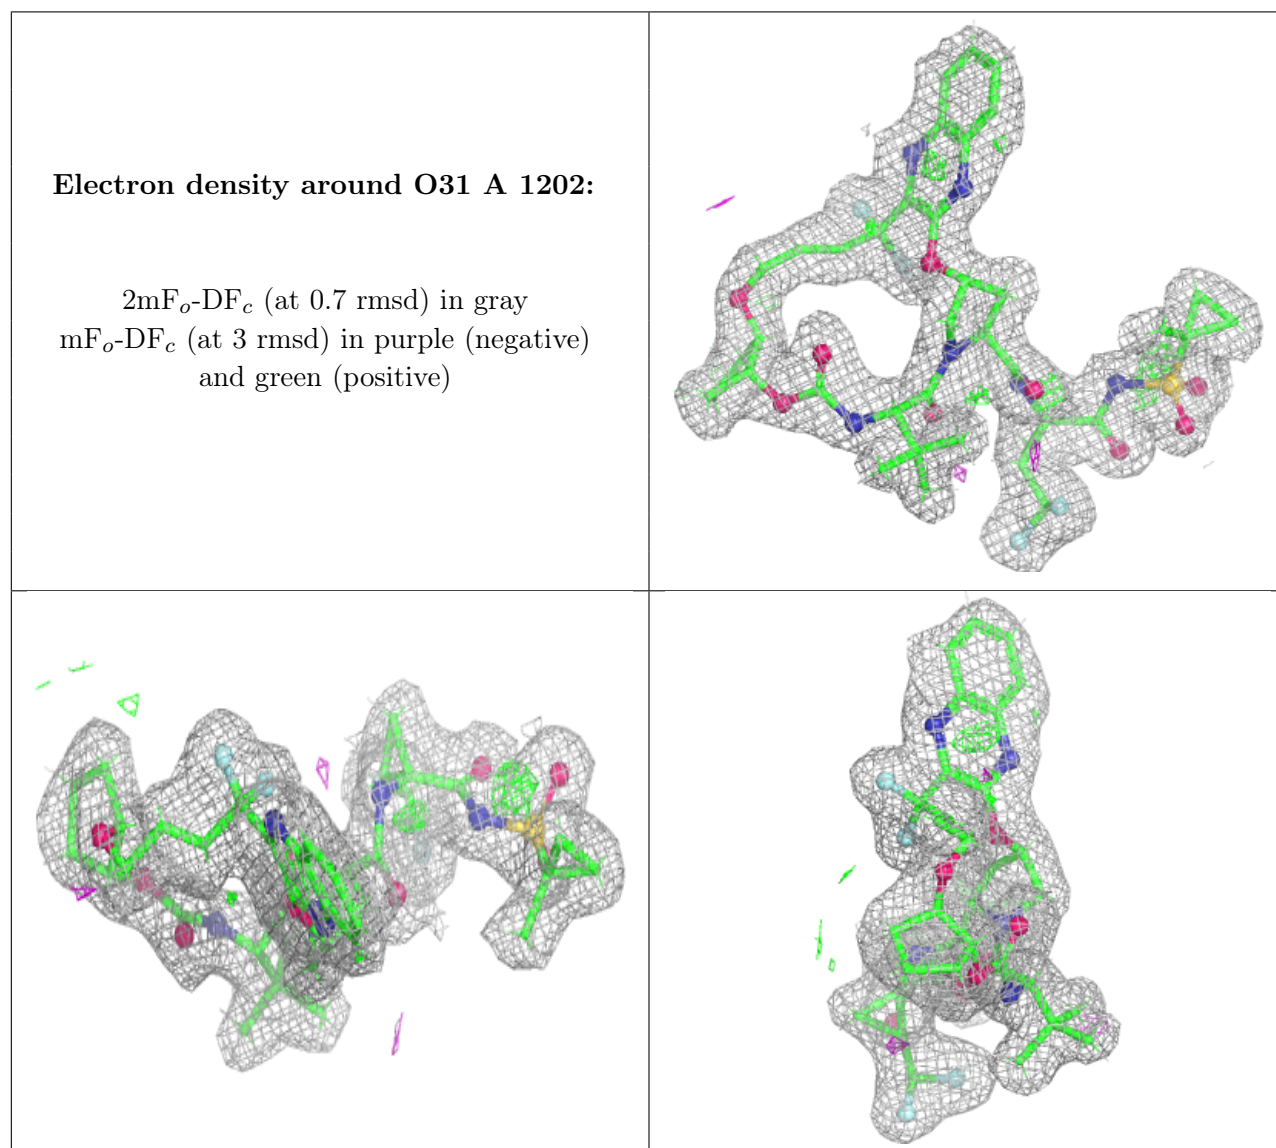 Electron density around O31 A 1202:
2mFₒ-DF𝒸 (at 0.7 rmsd) in gray
mFₒ-DF𝒸 (at 3 rmsd) in purple (negative)
and green (positive)